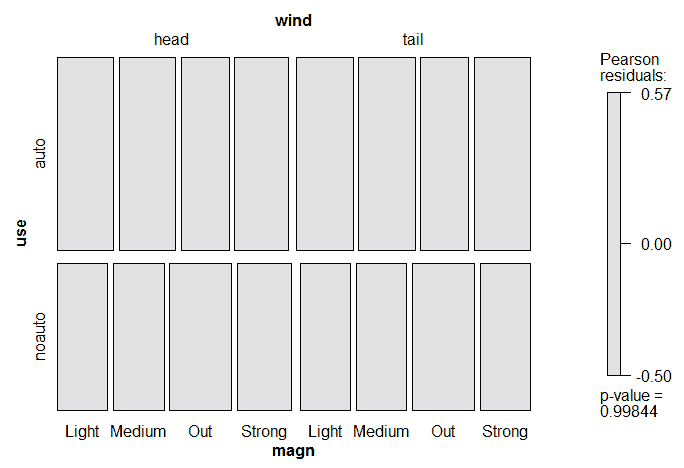 wind
head tail
Pearson
residuals:
0.57
auto
use
0.00
noauto
-0.50
p-value =
0.99844
Light Medium Out Strong Light Medium Out Strong
magn